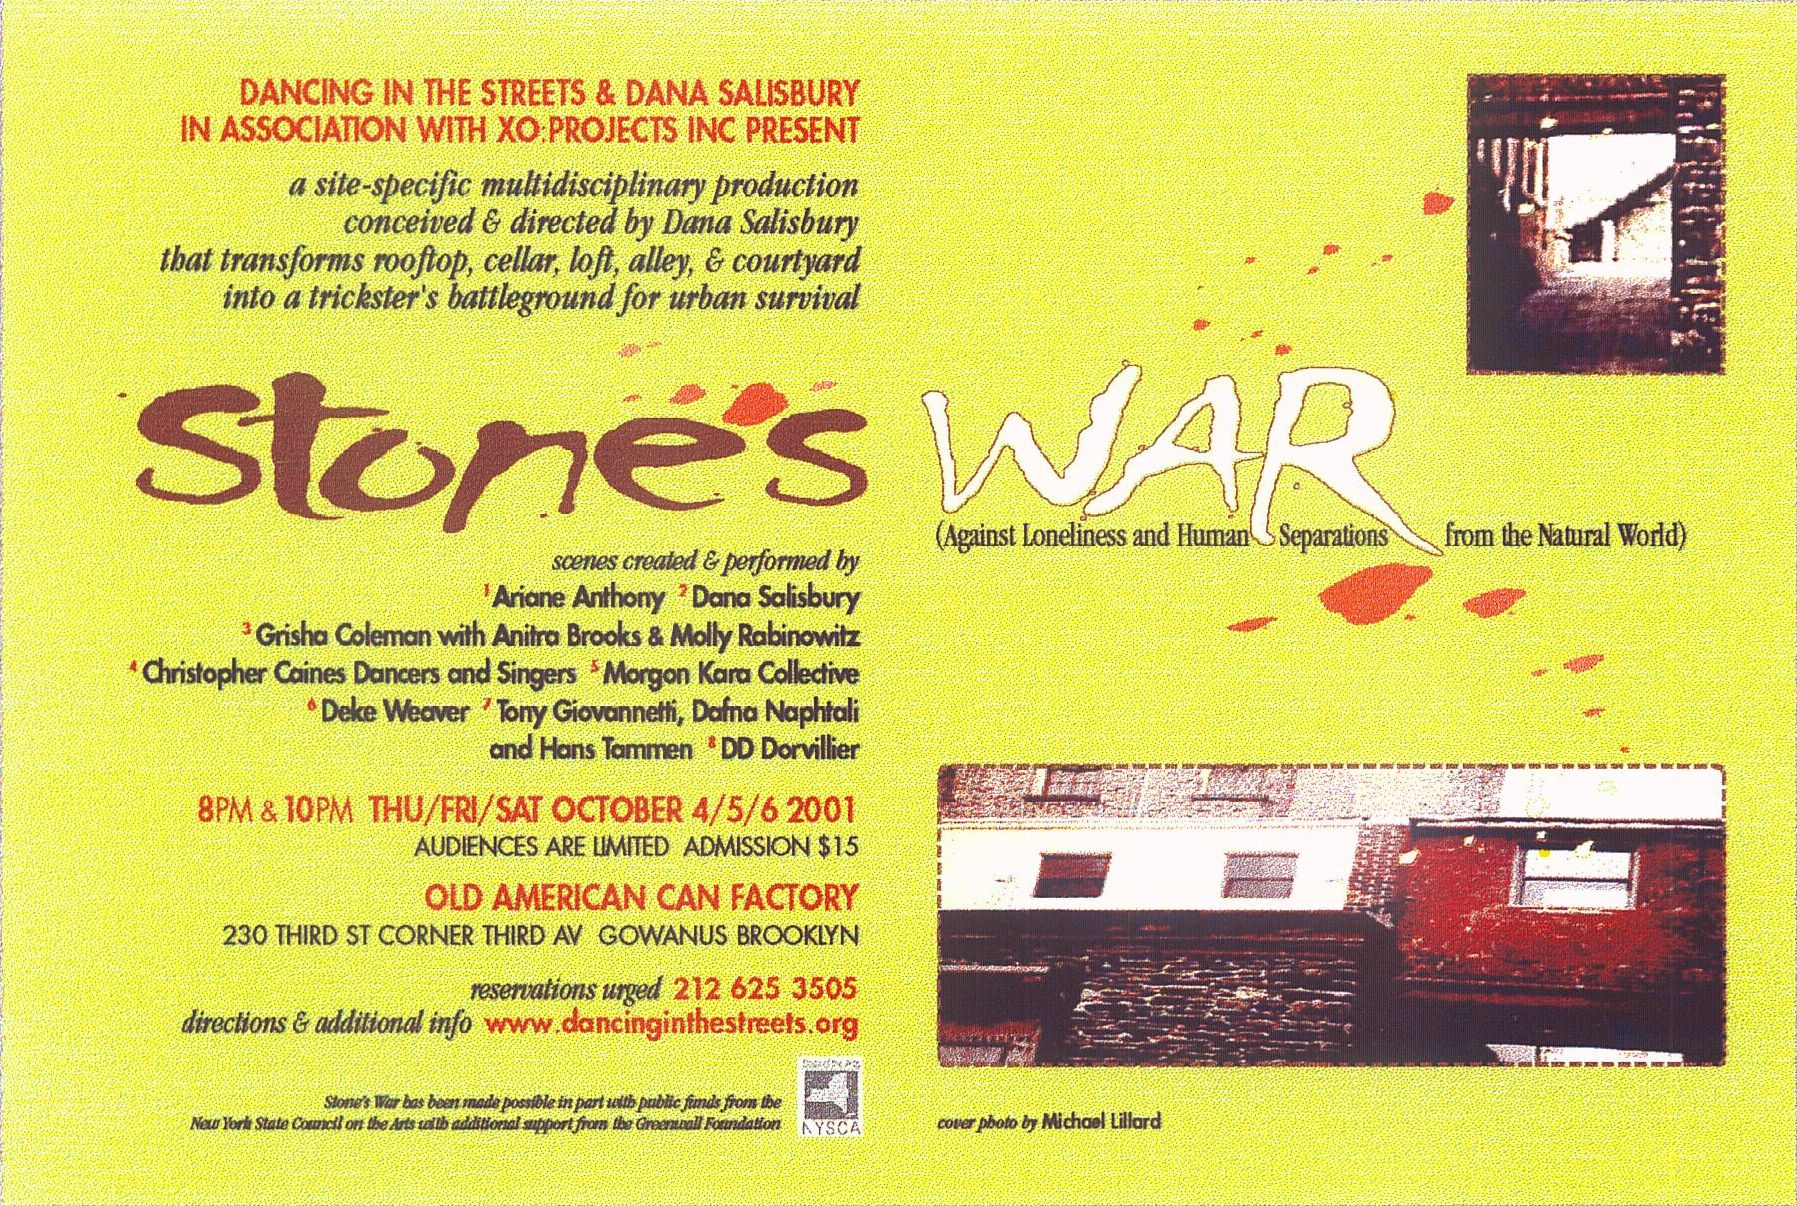 DANCING IN THE STREETS & DANA SALISBURY
IN ASSOCIATION WITH XO:PROJECTS INC PRESENT
a site-specific multidisciplinary production
conceived & directed by Dana Salisbury
that transforms rooftop, cellar, loft, alley, & courtyard
into a trickster's battleground for urban survival
Stone's WAR
(Against Loneliness and Human Separations from the Natural World)
scenes created & performed by
1 Ariane Anthony 2 Dana Salisbury
3 Grisha Coleman with Anitra Brooks & Molly Rabinowitz
4 Christopher Caines Dancers and Singers 5 Morgon Kara Collective
6 Deke Weaver 7 Tony Giovannetti, Dafna Naphtali
and Hans Tammen 8 DD Dorvillier
8PM & 10PM THU/FRI/SAT OCTOBER 4/5/6 2001
AUDIENCES ARE LIMITED ADMISSION $15
OLD AMERICAN CAN FACTORY
230 THIRD ST CORNER THIRD AV GOWANUS BROOKLYN
reservations urged 212 625 3505
directions & additional info www.dancinginthestreets.org
Stone's War has been made possible in part with public funds from the
New York State Council on the Arts with additional support from the Greenwall Foundation
NYSCA
cover photo by Michael Lillard